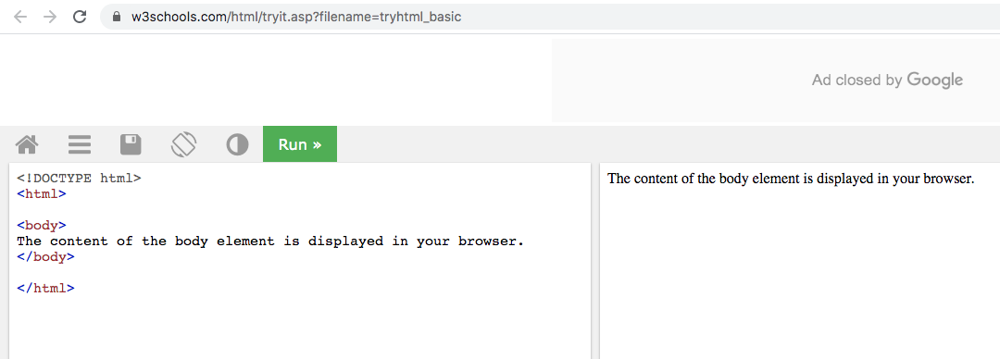 w3schools.com/html/tryit.asp?filename=tryhtml_basic
Ad closed by Google
Run »
<!DOCTYPE html>
<html>
<body>
The content of the body element is displayed in your browser.
</body>
</html>
The content of the body element is displayed in your browser.